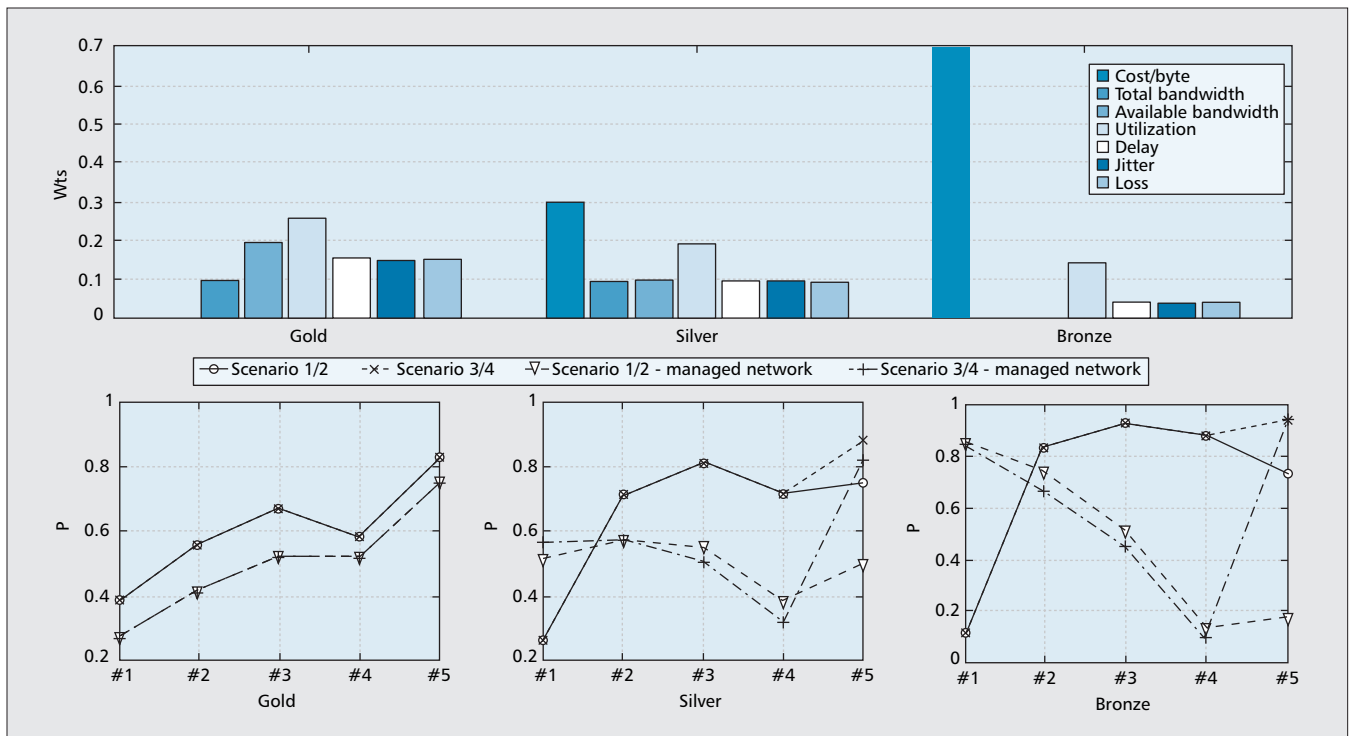 0.7
0.6
0.5
0.4
0.3
0.2
0.1
0
Wts
Cost/byte
Total bandwidth
Available bandwidth
Utilization
Delay
Jitter
Loss
Gold
Silver
Bronze
Scenario 1/2
Scenario 3/4
Scenario 1/2 - managed network
Scenario 3/4 - managed network
1
0.8
0.6
0.4
0.2
P
#1
#2
#3
#4
#5
Gold
1
0.8
0.6
0.4
0.2
P
#1
#2
#3
#4
#5
Silver
1
0.8
0.6
0.4
0.2
0
P
#1
#2
#3
#4
#5
Bronze